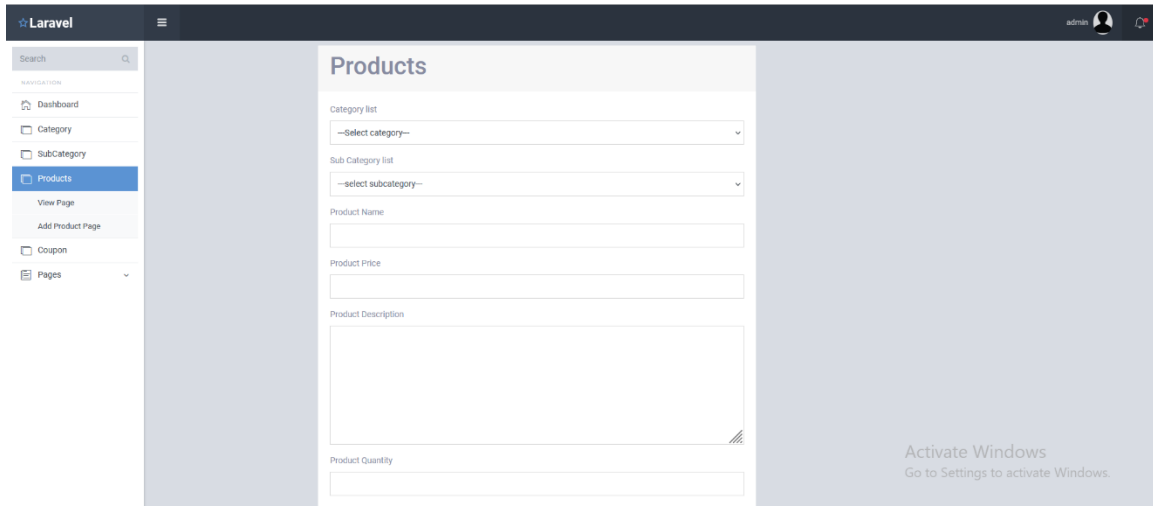 Laravel
admin
Search
NAVIGATION
Dashboard
Category
SubCategory
Products
View Page
Add Product Page
Coupon
Pages
Products
Category list
---Select category---
Sub Category list
---select subcategory---
Product Name
Product Price
Product Description
Product Quantity
Activate Windows
Go to Settings to activate Windows.